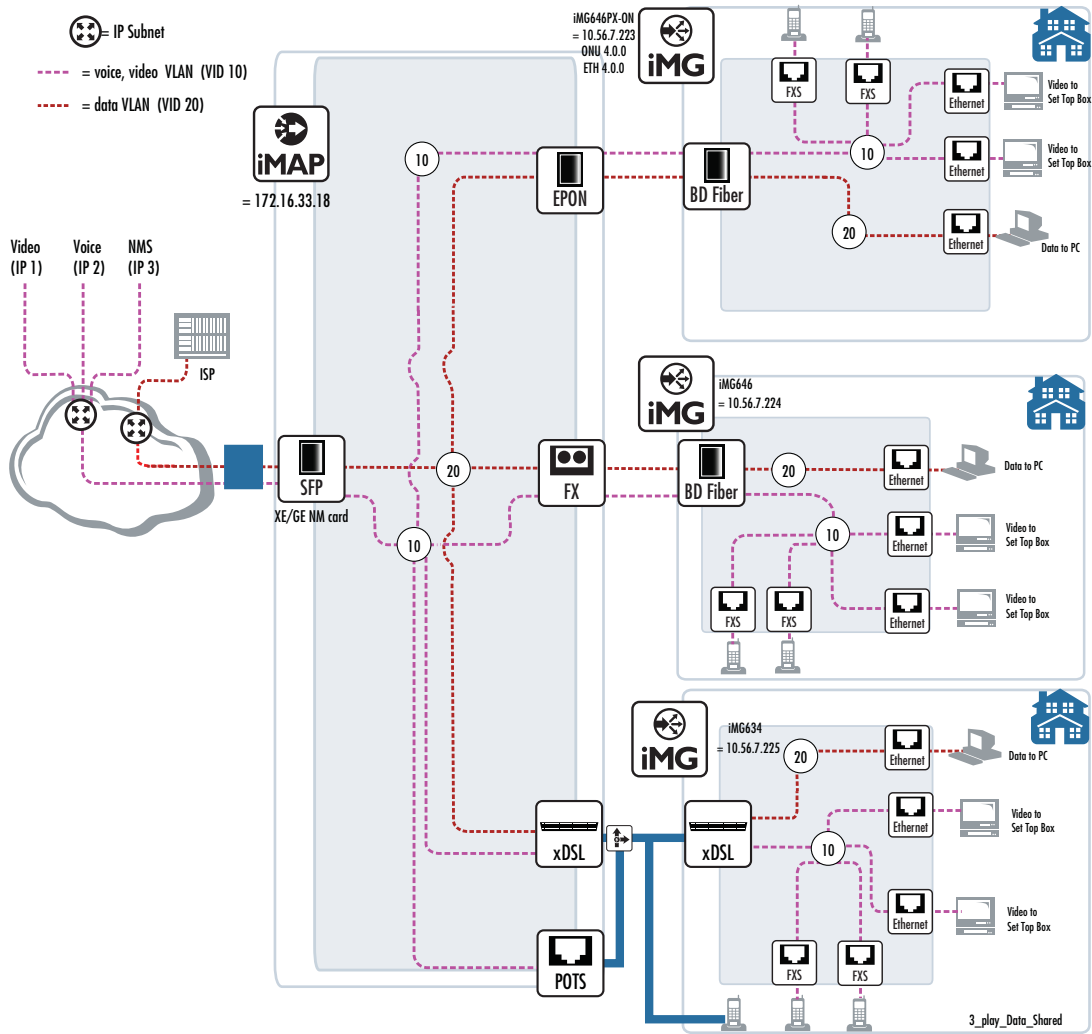 = IP Subnet
= voice, video VLAN (VID 10)
= data VLAN (VID 20)
iMAP
= 172.16.33.18
Video
(IP 1)
Voice
(IP 2)
NMS
(IP 3)
ISP
SFP
XE/GE NM card
10
20
10
EPON
FX
xDSL
POTS
iMG646PX-ON
= 10.56.7.223
ONU 4.0.0
ETH 4.0.0
iMG
FXS
FXS
Ethernet
Video to
Set Top Box
BD Fiber
10
Ethernet
Video to
Set Top Box
20
Ethernet
Data to PC
iMG
iMG646
= 10.56.7.224
BD Fiber
20
Ethernet
Data to PC
10
Ethernet
Video to
Set Top Box
FXS
FXS
Ethernet
Video to
Set Top Box
iMG
iMG634
= 10.56.7.225
20
Ethernet
Data to PC
xDSL
10
Ethernet
Video to
Set Top Box
Ethernet
Video to
Set Top Box
FXS
FXS
3_play_Data_Shared